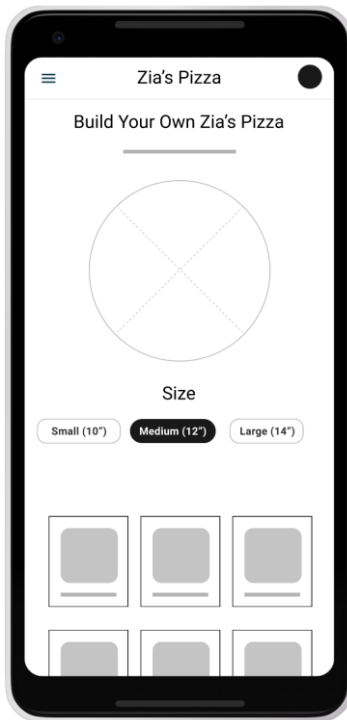 Zia’s Pizza
Build Your Own Zia’s Pizza
Size
Small (10”) Medium (12”) Large (14”)